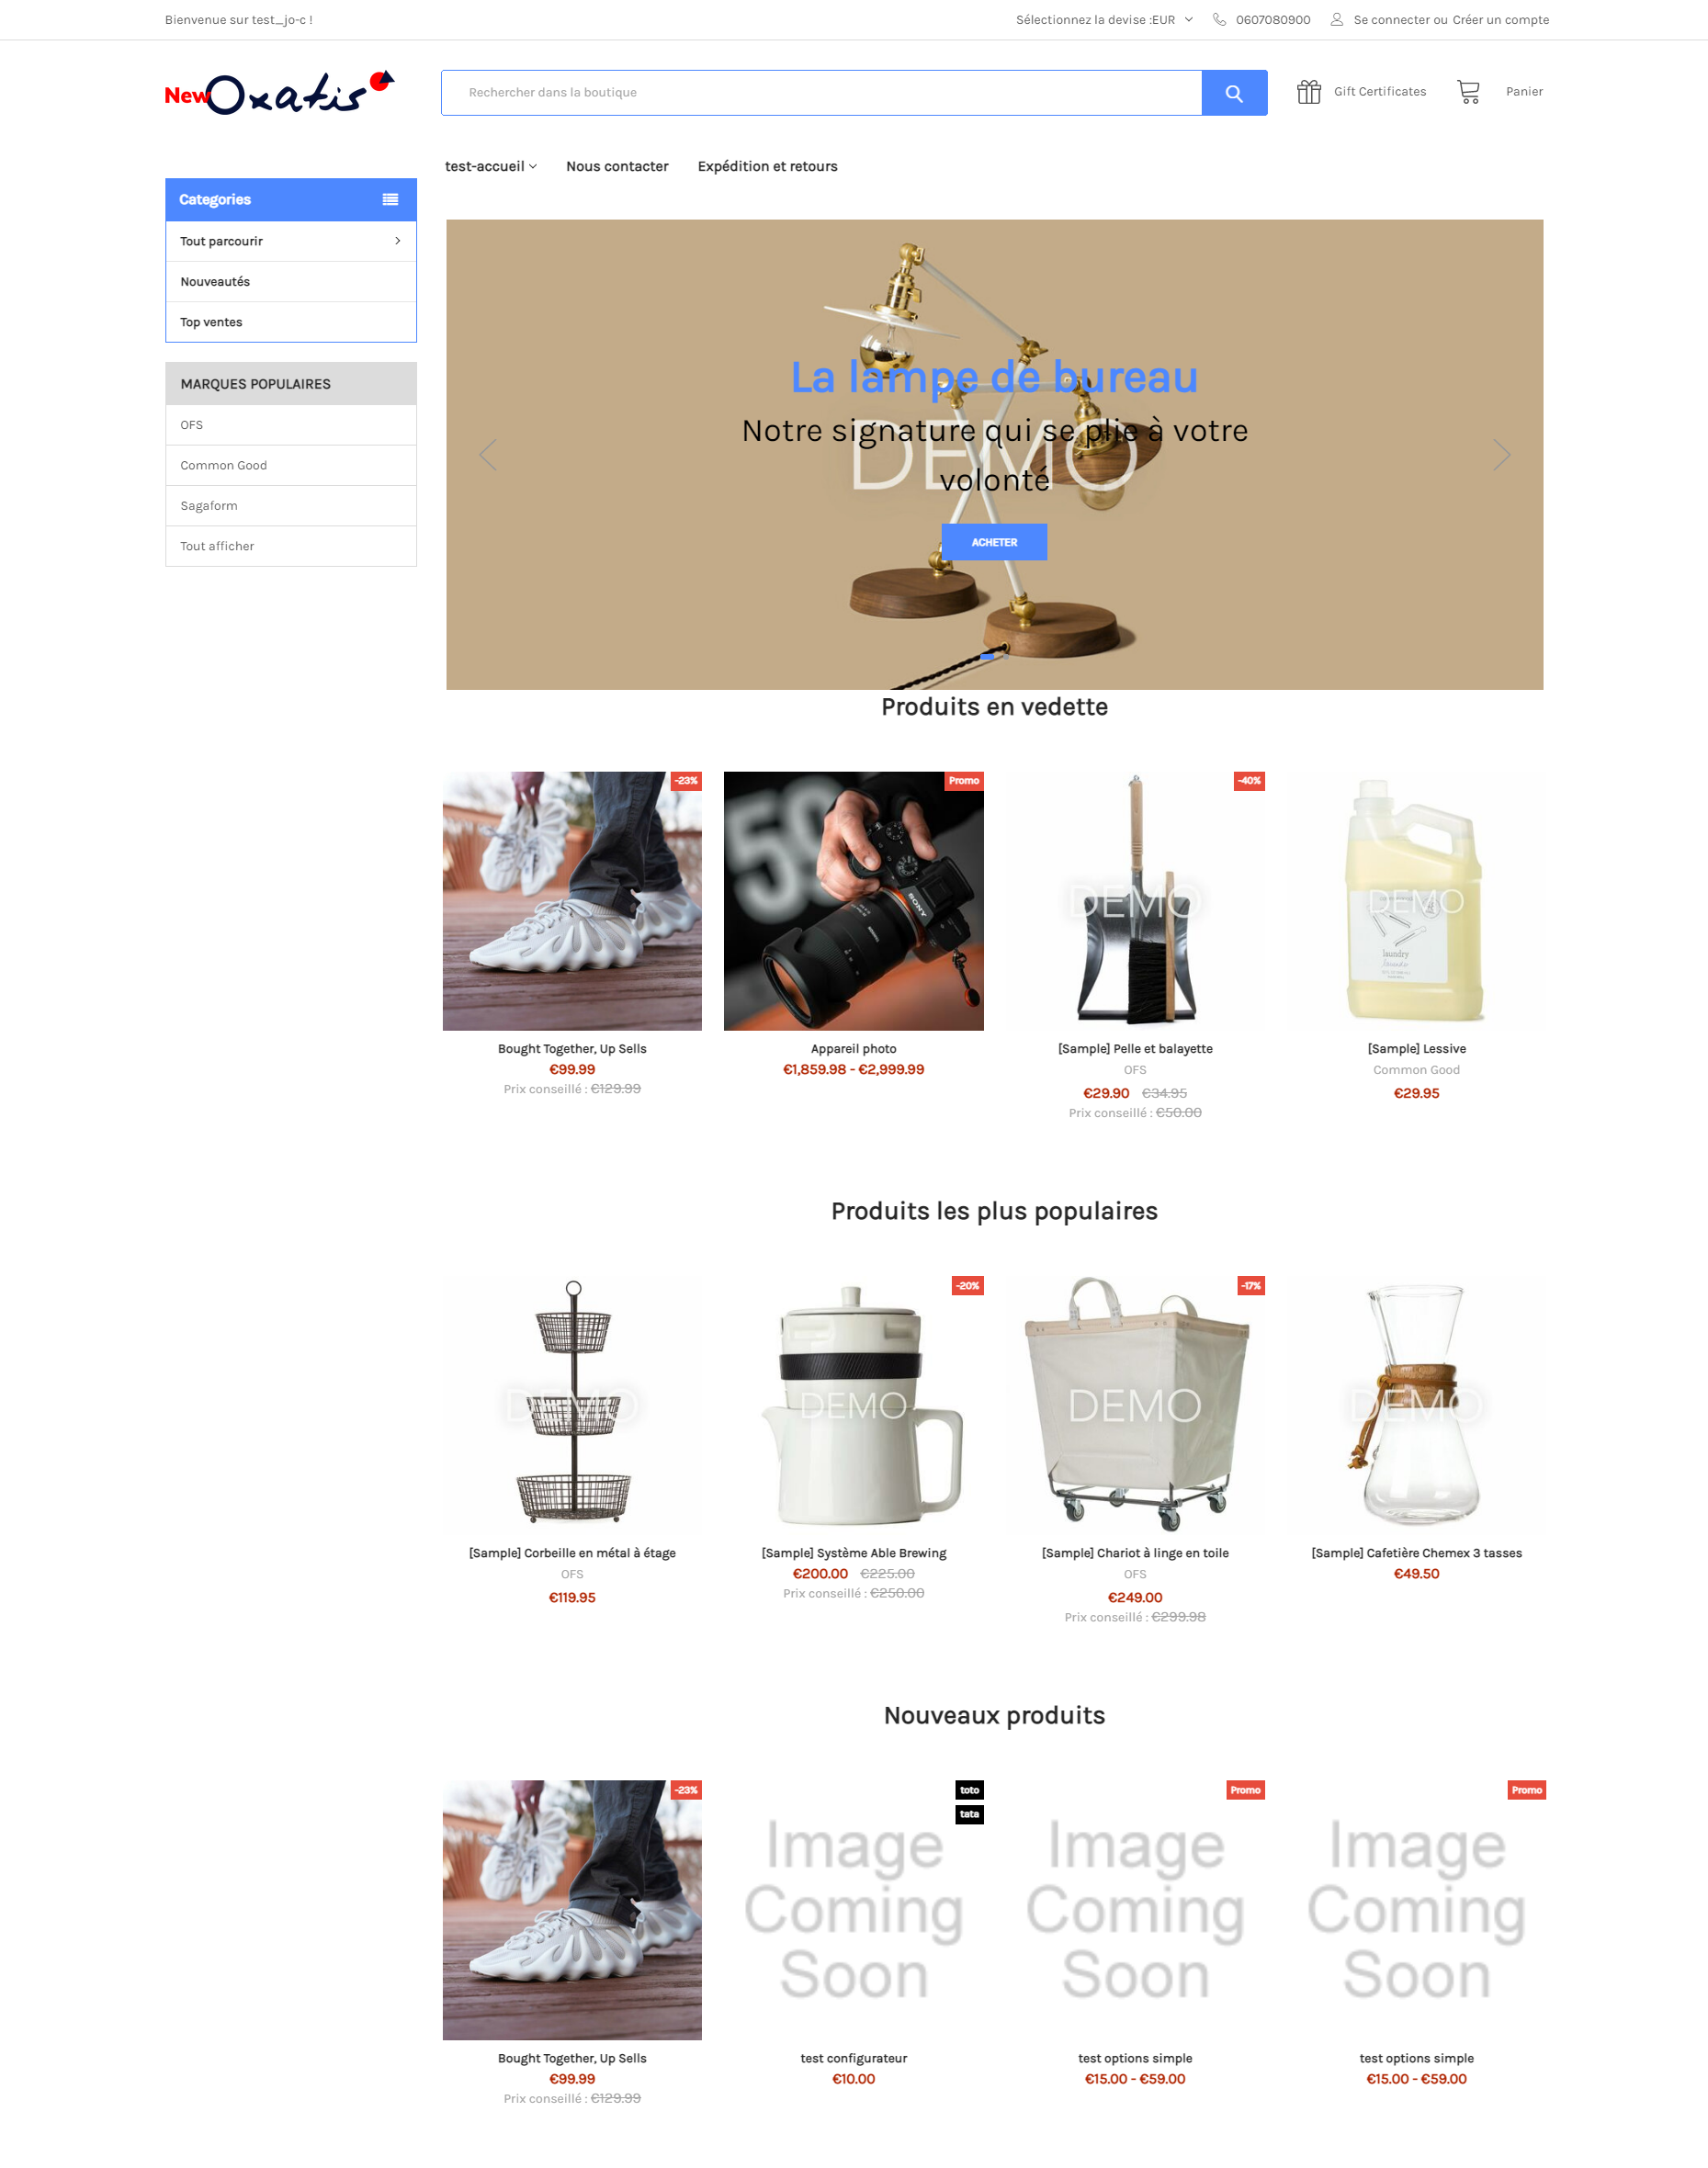 Bienvenue sur test_jo-c !
Sélectionnez la devise :EUR
0607080900
Se connecter ou Créer un compte
New Oxatis
Rechercher dans la boutique
Gift Certificates
Panier
test-accueil
Nous contacter
Expédition et retours
Categories
Tout parcourir
Nouveautés
Top ventes
MARQUES POPULAIRES
OFS
Common Good
Sagaform
Tout afficher
La lampe de bureau
Notre signature qui se plie à votre
volonté
DEMO
ACHETER
Produits en vedette
-23%
Bought Together, Up Sells
€99.99
Prix conseillé : €129.99
Promo
59
SONY
Appareil photo
€1,859.98 - €2,999.99
-40%
DEMO
[Sample] Pelle et balayette
OFS
€29.90 €34.95
Prix conseillé : €50.00
DEMO
laundry
[Sample] Lessive
Common Good
€29.95
Produits les plus populaires
DEMO
[Sample] Corbeille en métal à étage
OFS
€119.95
-20%
DEMO
[Sample] Système Able Brewing
€200.00 €225.00
Prix conseillé : €250.00
-17%
DEMO
[Sample] Chariot à linge en toile
OFS
€249.00
Prix conseillé : €299.98
DEMO
[Sample] Cafetière Chemex 3 tasses
€49.50
Nouveaux produits
-23%
Bought Together, Up Sells
€99.99
Prix conseillé : €129.99
toto
tata
Image
Coming
Soon
test configurateur
€10.00
Promo
Image
Coming
Soon
test options simple
€15.00 - €59.00
Promo
Image
Coming
Soon
test options simple
€15.00 - €59.00